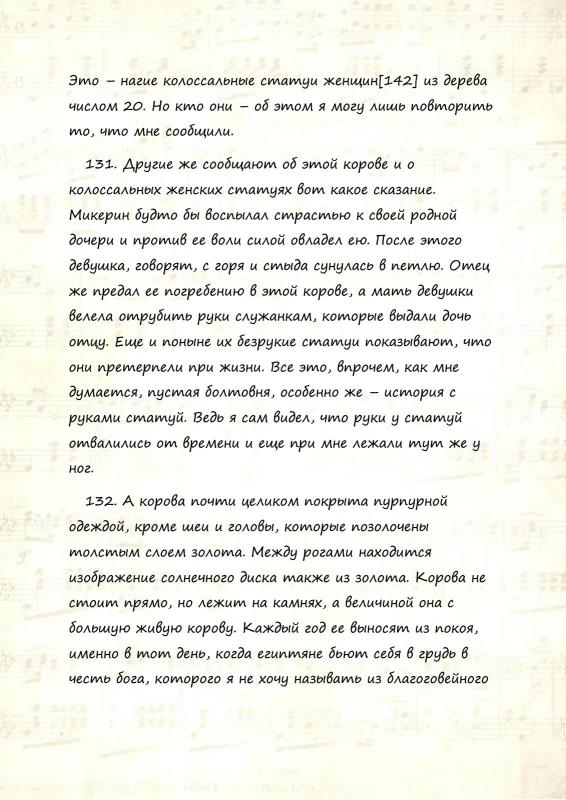 Это – нагие колоссальные статуи женщин[142] из дерева
числом 20. Но кто они – об этом я могу лишь повторить
то, что мне сообщили.
131. Другие же сообщают об этой корове и о
колоссальных женских статуях вот какое сказание.
Микерин будто бы воспылал страстью к своей родной
дочери и против ее воли силой овладел ею. После этого
девушка, говорят, с горя и стыда сунулась в петлю. Отец
же предал ее погребению в этой корове, а мать девушки
велела отрубить руки служанкам, которые выдали дочь
отцу. Еще и поныне их безрукие статуи показывают, что
они претерпели при жизни. Все это, впрочем, как мне
думается, пустая болтовня, особенно же – история с
руками статуй. Ведь я сам видел, что руки у статуй
отвалились от времени и еще при мне лежали тут же у
ног.
132. А корова почти целиком покрыта пурпурной
одеждой, кроме шеи и головы, которые позолочены
толстым слоем золота. Между рогами находится
изображение солнечного диска также из золота. Корова не
стоит прямо, но лежит на камнях, а величиной она с
большую живую корову. Каждый год ее выносят из покоя,
именно в тот день, когда египтяне бьют себя в грудь в
честь бога, которого я не хочу называть из благоговейного